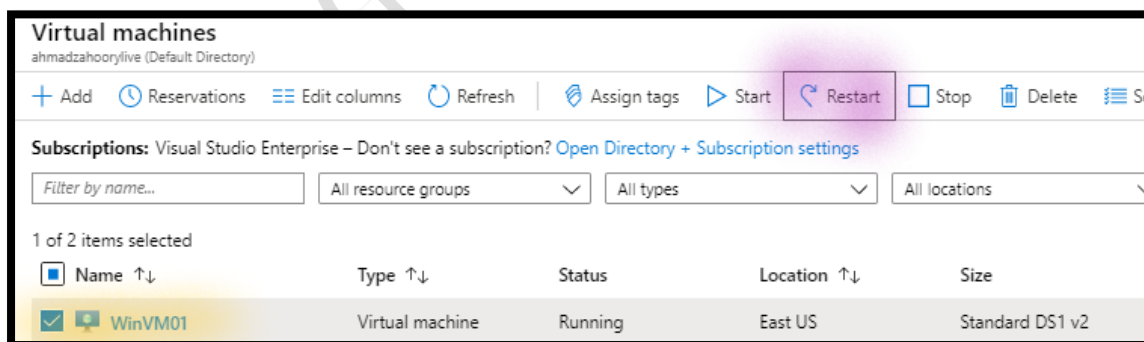 Virtual machines
ahmadzahoorylive (Default Directory)
Add Reservations Edit columns Refresh Assign tags Start Restart Stop Delete
Subscriptions: Visual Studio Enterprise – Don't see a subscription? Open Directory + Subscription settings
Filter by name... All resource groups All types All locations
1 of 2 items selected
Name ↑↓ Type ↑↓ Status Location ↑↓ Size
WinVM01 Virtual machine Running East US Standard DS1 v2